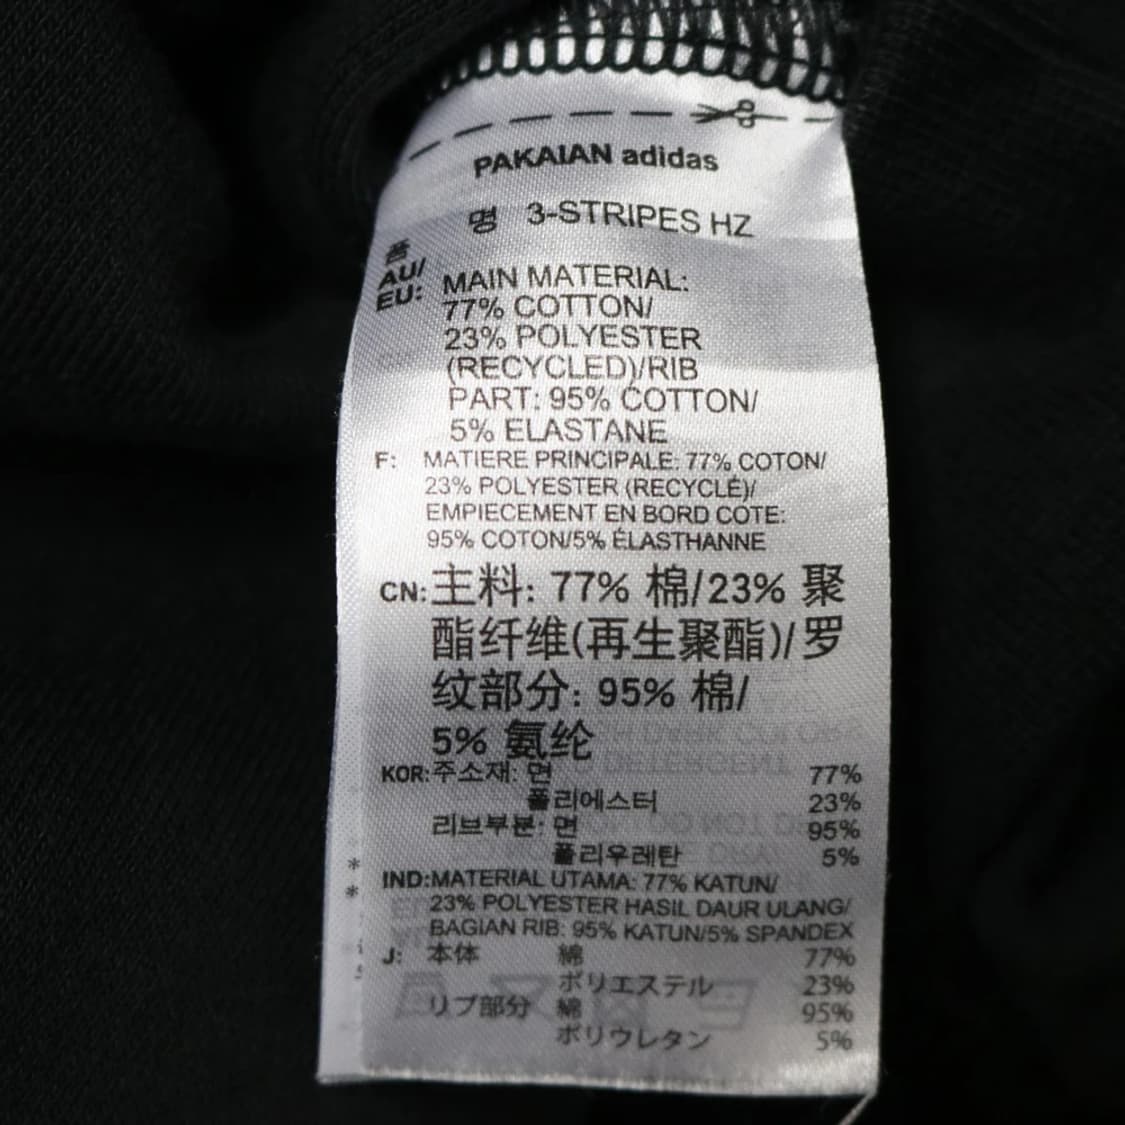 PAKAIAN adidas
품 명 3-STRIPES HZ
AU/
EU: MAIN MATERIAL:
77% COTTON/
23% POLYESTER
(RECYCLED)/RIB
PART: 95% COTTON/
5% ELASTANE
F: MATIERE PRINCIPALE: 77% COTON/
23% POLYESTER (RECYCLÉ)/
EMPIECEMENT EN BORD COTE:
95% COTON/5% ÉLASTHANNE
CN: 主料: 77% 棉/23% 聚
酯纤维(再生聚酯)/罗
纹部分: 95% 棉/
5% 氨纶
KOR: 주소재: 면 77%
폴리에스터 23%
리브부분: 면 95%
폴리우레탄 5%
IND: MATERIAL UTAMA: 77% KATUN/
23% POLYESTER HASIL DAUR ULANG/
BAGIAN RIB: 95% KATUN/5% SPANDEX
J: 本体 綿 77%
ポリエステル 23%
リブ部分 綿 95%
ポリウレタン 5%